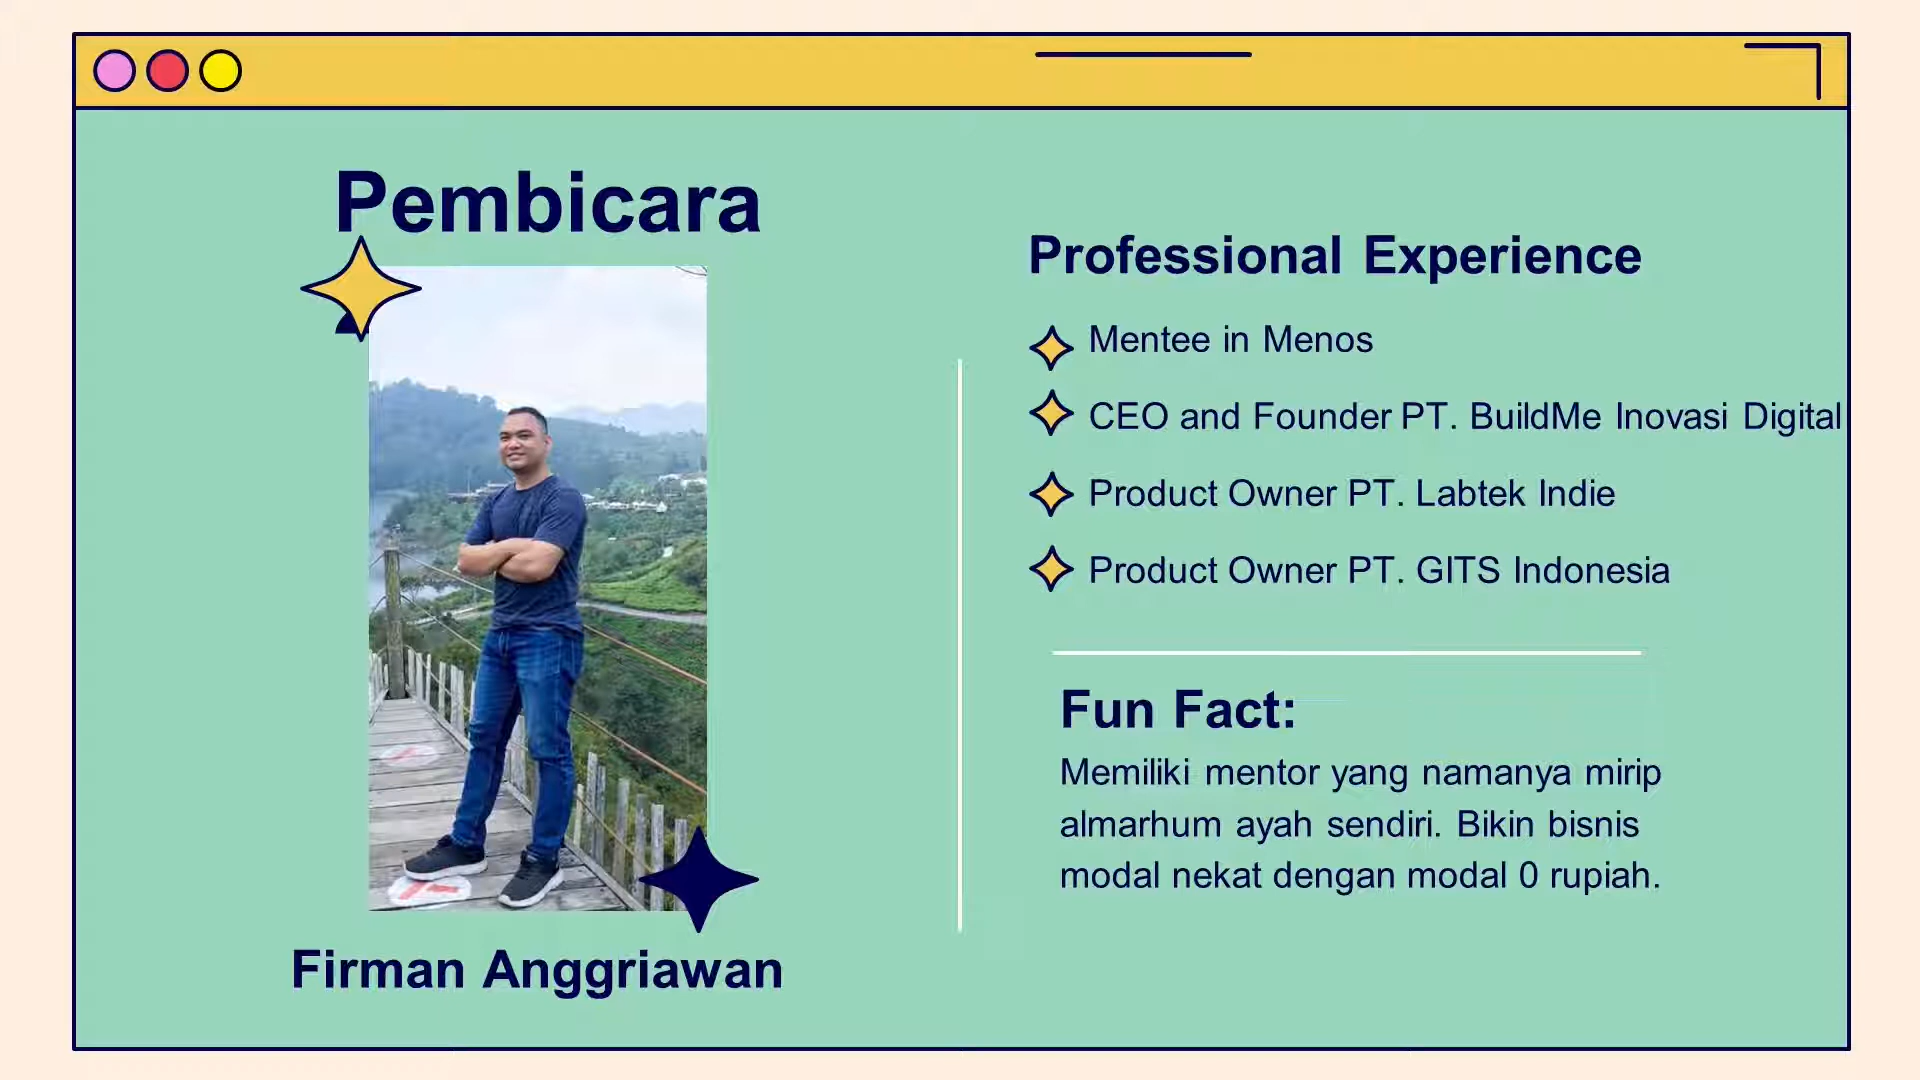 Pembicara
Firman Anggriawan
Professional Experience
Mentee in Menos
CEO and Founder PT. BuildMe Inovasi Digital
Product Owner PT. Labtek Indie
Product Owner PT. GITS Indonesia
Fun Fact:
Memiliki mentor yang namanya mirip
almarhum ayah sendiri. Bikin bisnis
modal nekat dengan modal 0 rupiah.